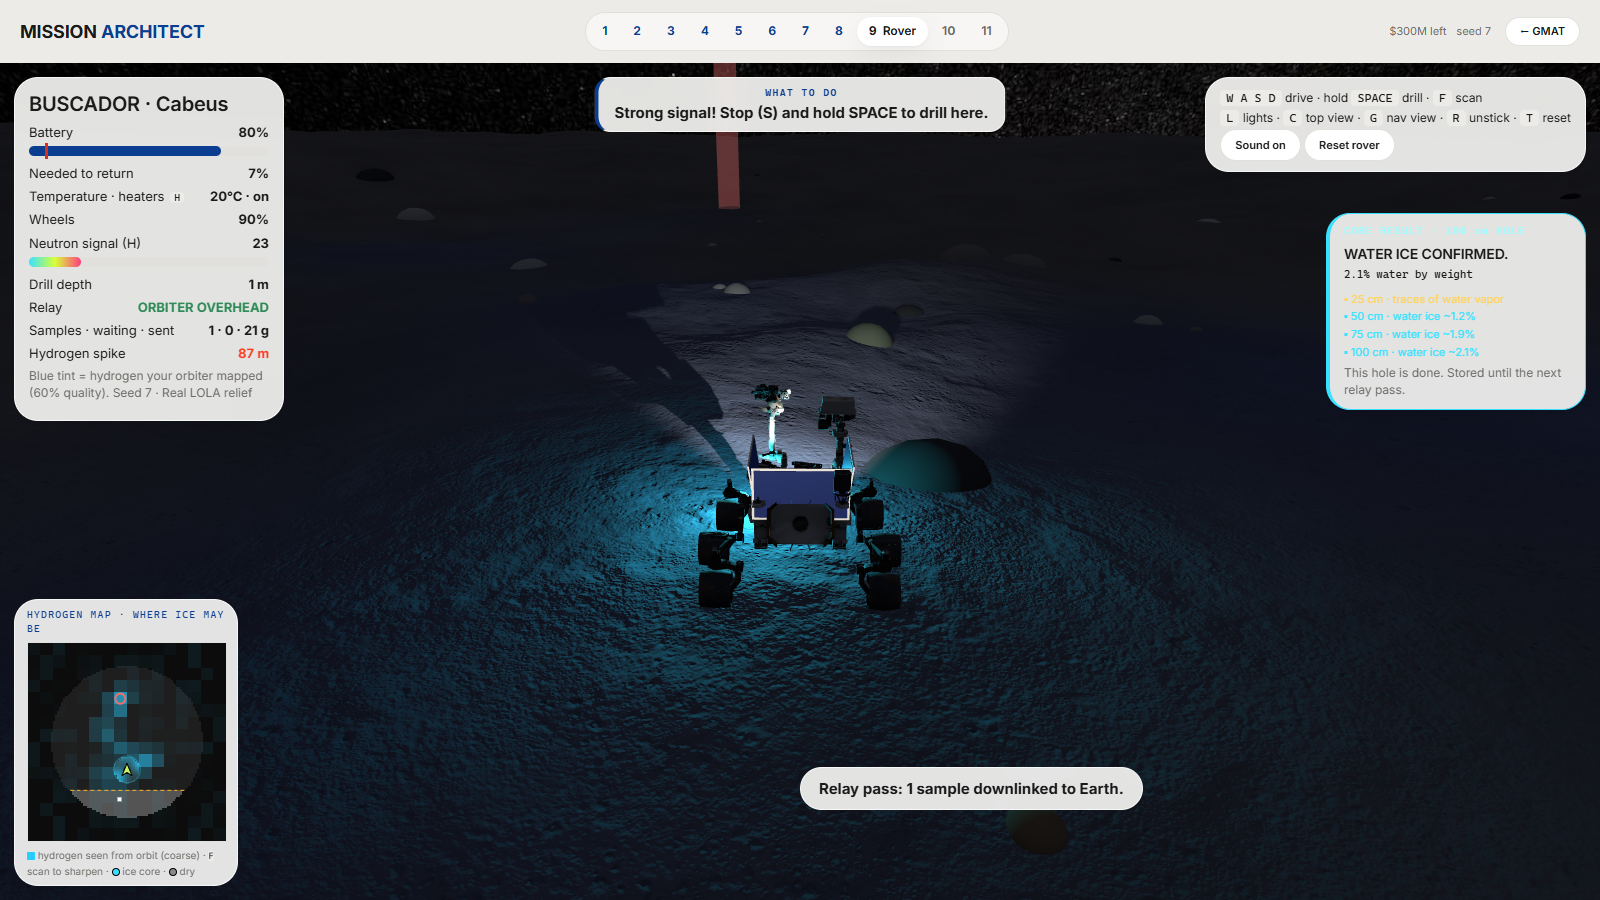 MISSION ARCHITECT
1 2 3 4 5 6 7 8 9 Rover 10 11
$300M left seed 7 ← GMAT
BUSCADOR · Cabeus
Battery 80%
Needed to return 7%
Temperature · heaters H 20°C · on
Wheels 90%
Neutron signal (H) 23
Drill depth 1 m
Relay ORBITER OVERHEAD
Samples · waiting · sent 1 · 0 · 21 g
Hydrogen spike 87 m
Blue tint = hydrogen your orbiter mapped
(60% quality). Seed 7 · Real LOLA relief
WHAT TO DO
Strong signal! Stop (S) and hold SPACE to drill here.
W A S D drive · hold SPACE drill · F scan
L lights · C top view · G nav view · R unstick · T reset
Sound on Reset rover
WATER ICE CONFIRMED.
2.1% water by weight
▪ 25 cm · traces of water vapor
▪ 50 cm · water ice ~1.2%
▪ 75 cm · water ice ~1.9%
▪ 100 cm · water ice ~2.1%
This hole is done. Stored until the next
relay pass.
HYDROGEN MAP · WHERE ICE MAY
BE
hydrogen seen from orbit (coarse) · F
scan to sharpen · ice core · dry
Relay pass: 1 sample downlinked to Earth.